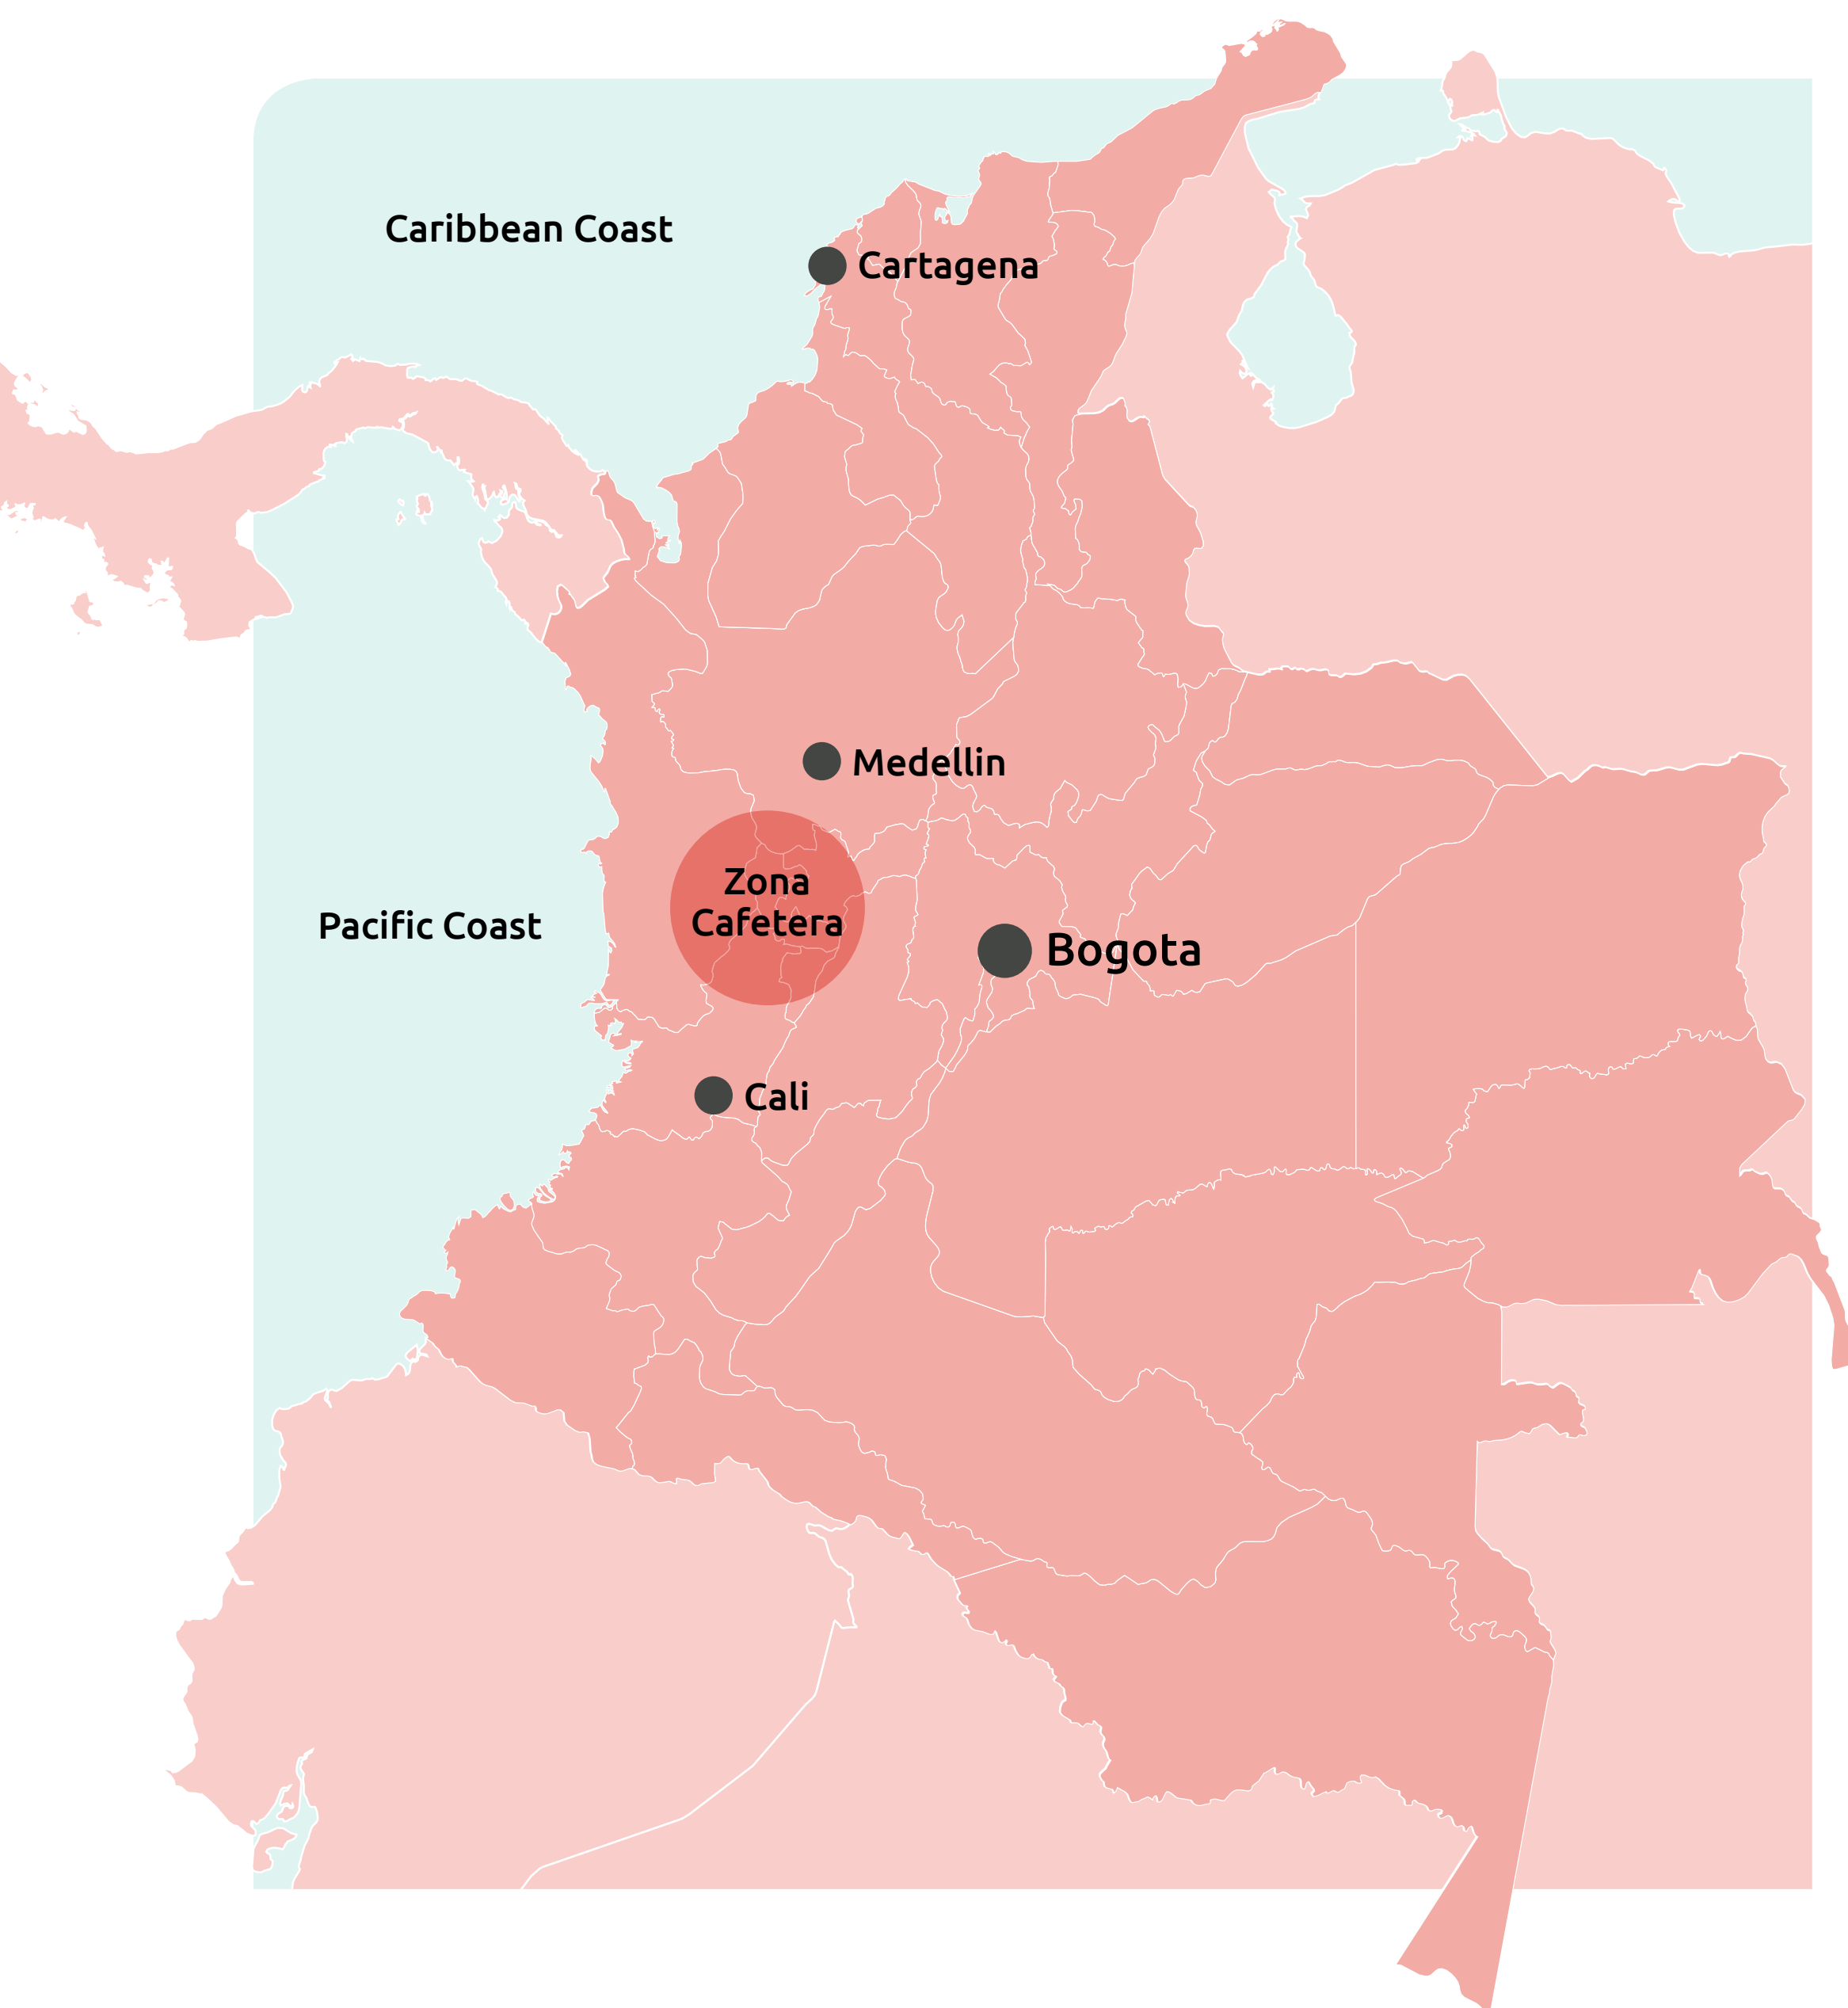 Caribbean Coast
Cartagena
Medellin
Zona
Cafetera
Pacific Coast
Bogota
Cali